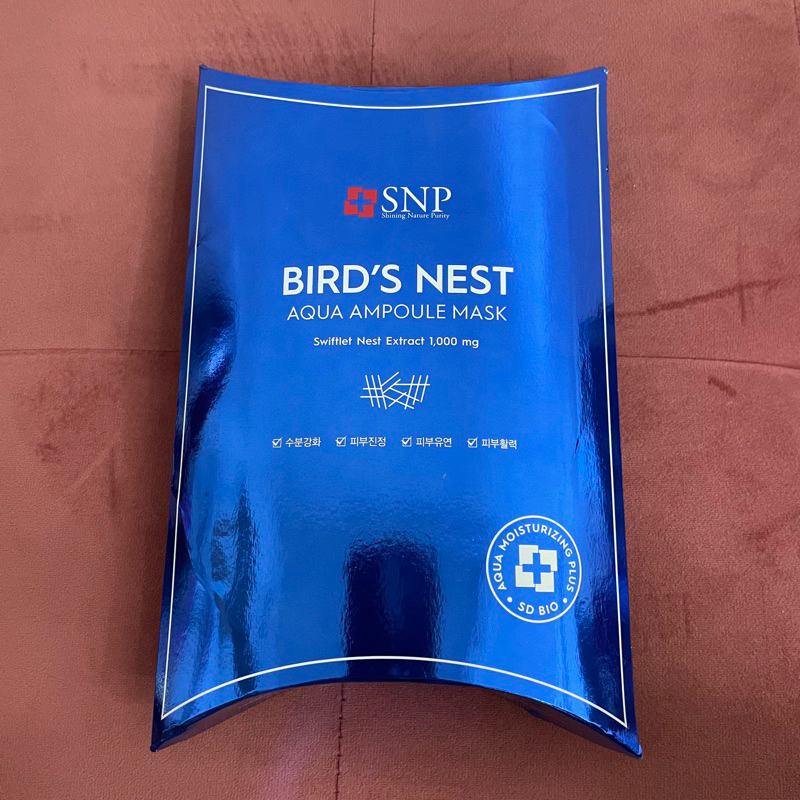 SNP
Shining Nature Purity
BIRD'S NEST
AQUA AMPOULE MASK
Swiftlet Nest Extract 1,000 mg
☑ 수분강화 ☑ 피부진정 ☑ 피부유연 ☑ 피부활력
AQUA MOISTURIZING PLUS
• SD BIO •